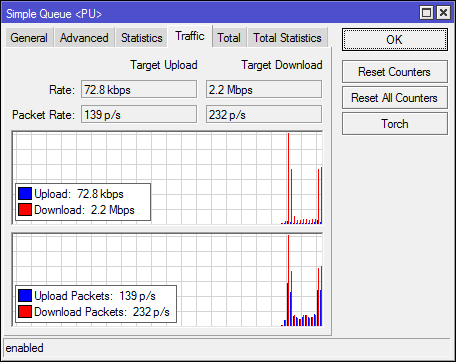 Simple Queue <PU>
General Advanced Statistics Traffic Total Total Statistics
Target Upload Target Download
Rate: 72.8 kbps 2.2 Mbps
Packet Rate: 139 p/s 232 p/s
Upload: 72.8 kbps
Download: 2.2 Mbps
Upload Packets: 139 p/s
Download Packets: 232 p/s
OK
Reset Counters
Reset All Counters
Torch
enabled